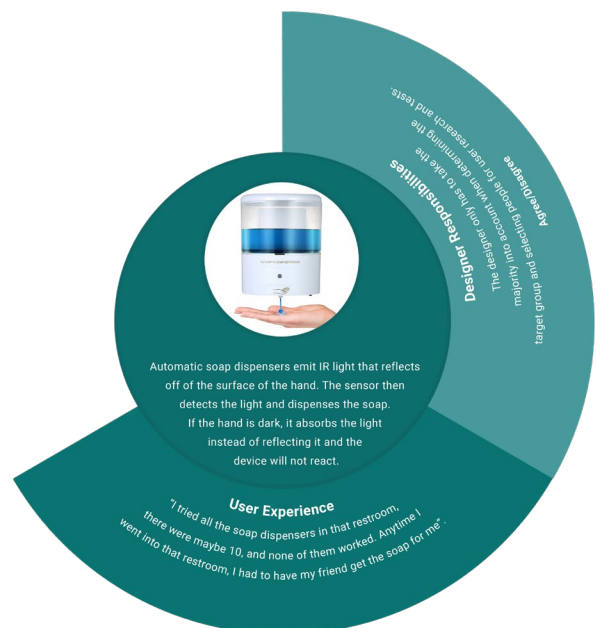 Automatic soap dispensers emit IR light that reflects
off of the surface of the hand. The sensor then
detects the light and dispenses the soap.
If the hand is dark, it absorbs the light
instead of reflecting it and the
device will not react.
Designer Responsibilities
The designer only has to take the
majority into account when determining the
target group and selecting people for user research and tests.
Agree/Disagree
User Experience
"I tried all the soap dispensers in that restroom,
there were maybe 10, and none of them worked. Anytime I
went into that restroom, I had to have my friend get the soap for me".